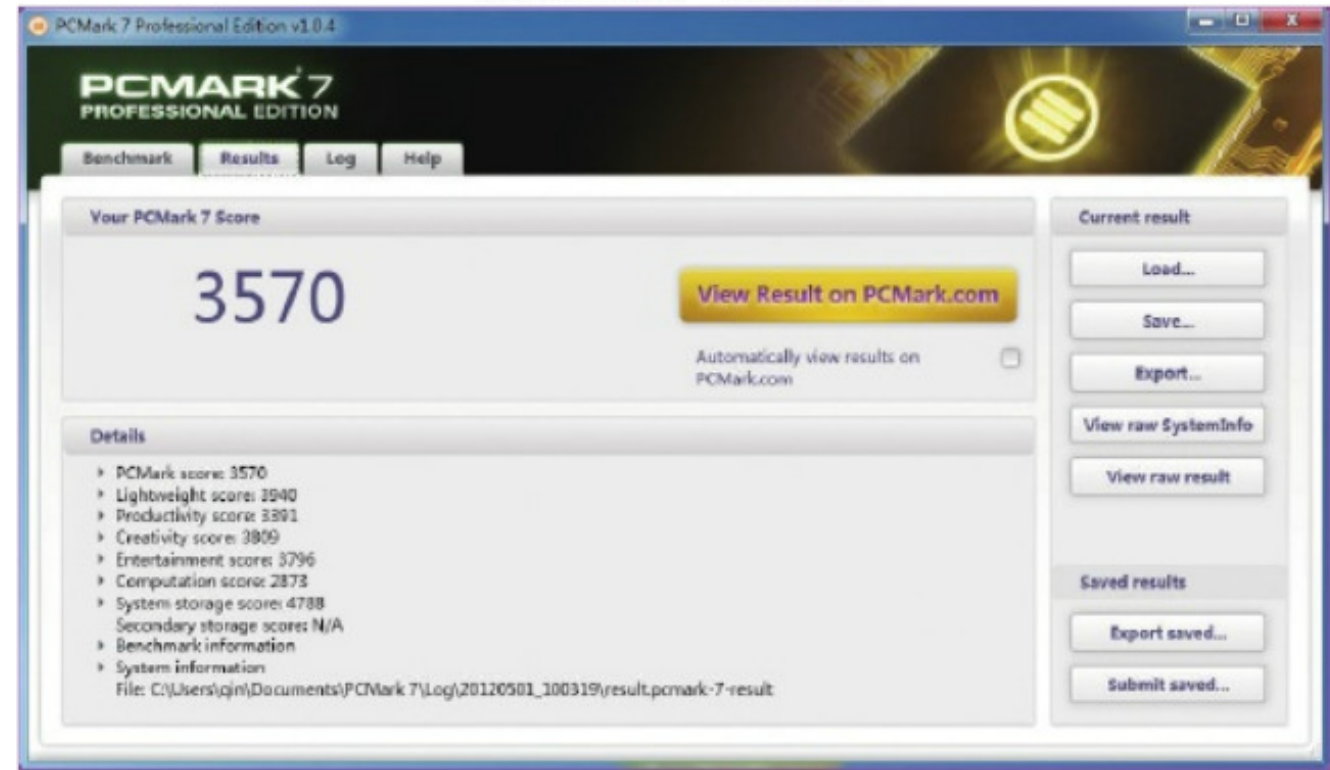 PCMark 7 Professional Edition v1.0.4
PCMARK 7
PROFESSIONAL EDITION
Benchmark Results Log Help
Your PCMark 7 Score
3570
View Result on PCMark.com
Automatically view results on
PCMark.com
Details
PCMark score: 3570
Lightweight score: 3940
Productivity score: 3391
Creativity score: 3809
Entertainment score: 3796
Computation score: 2873
System storage score: 4788
Secondary storage score: N/A
Benchmark information
System information
File: C:\Users\qin\Documents\PCMark 7\Log\20120501_100319\result.pcmark-7-result
Current result
Load...
Save...
Export...
View raw SystemInfo
View raw result
Saved results
Export saved...
Submit saved...